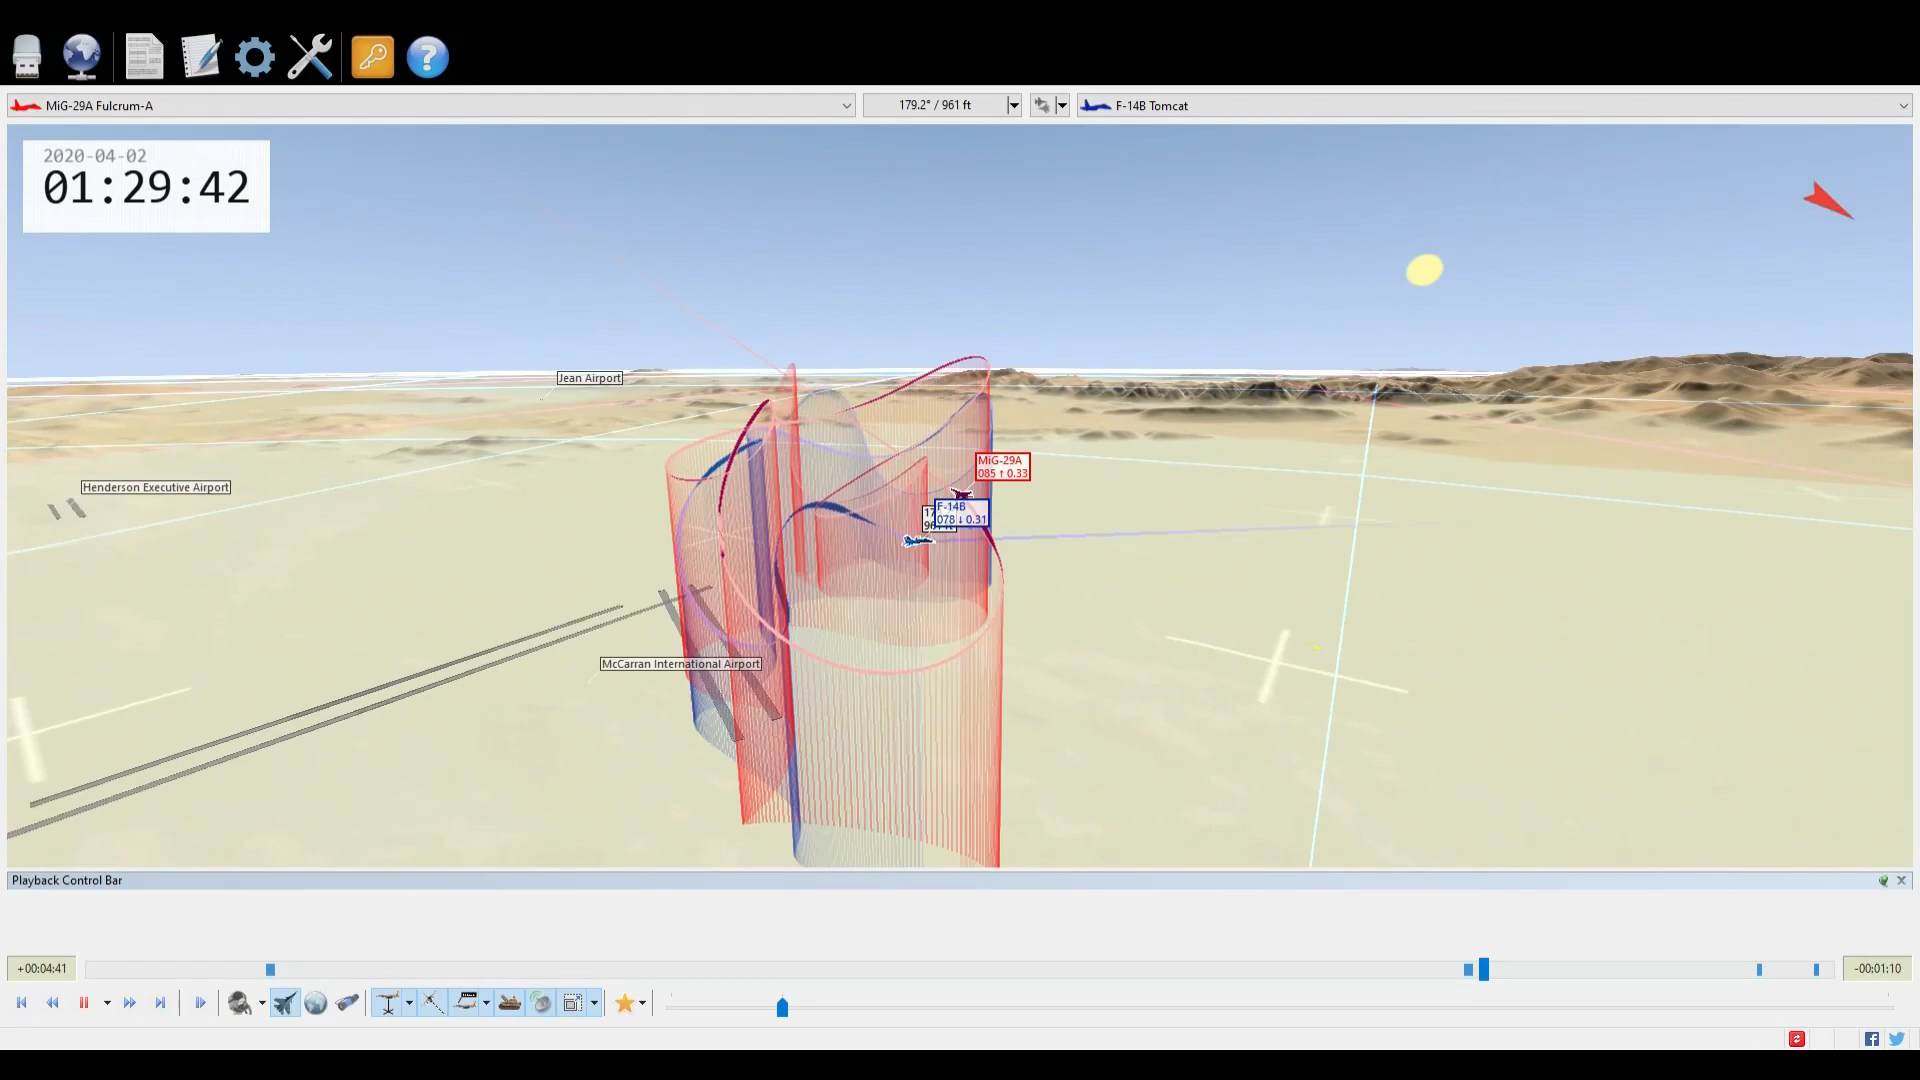 MiG-29A Fulcrum-A
179.2° / 961 ft
F-14B Tomcat
2020-04-02
01:29:42
Jean Airport
MiG-29A
085 ↑ 0.33
Henderson Executive Airport
F-14B
078 ↓ 0.31
McCarran International Airport
Playback Control Bar
+00:04:41
-00:01:10